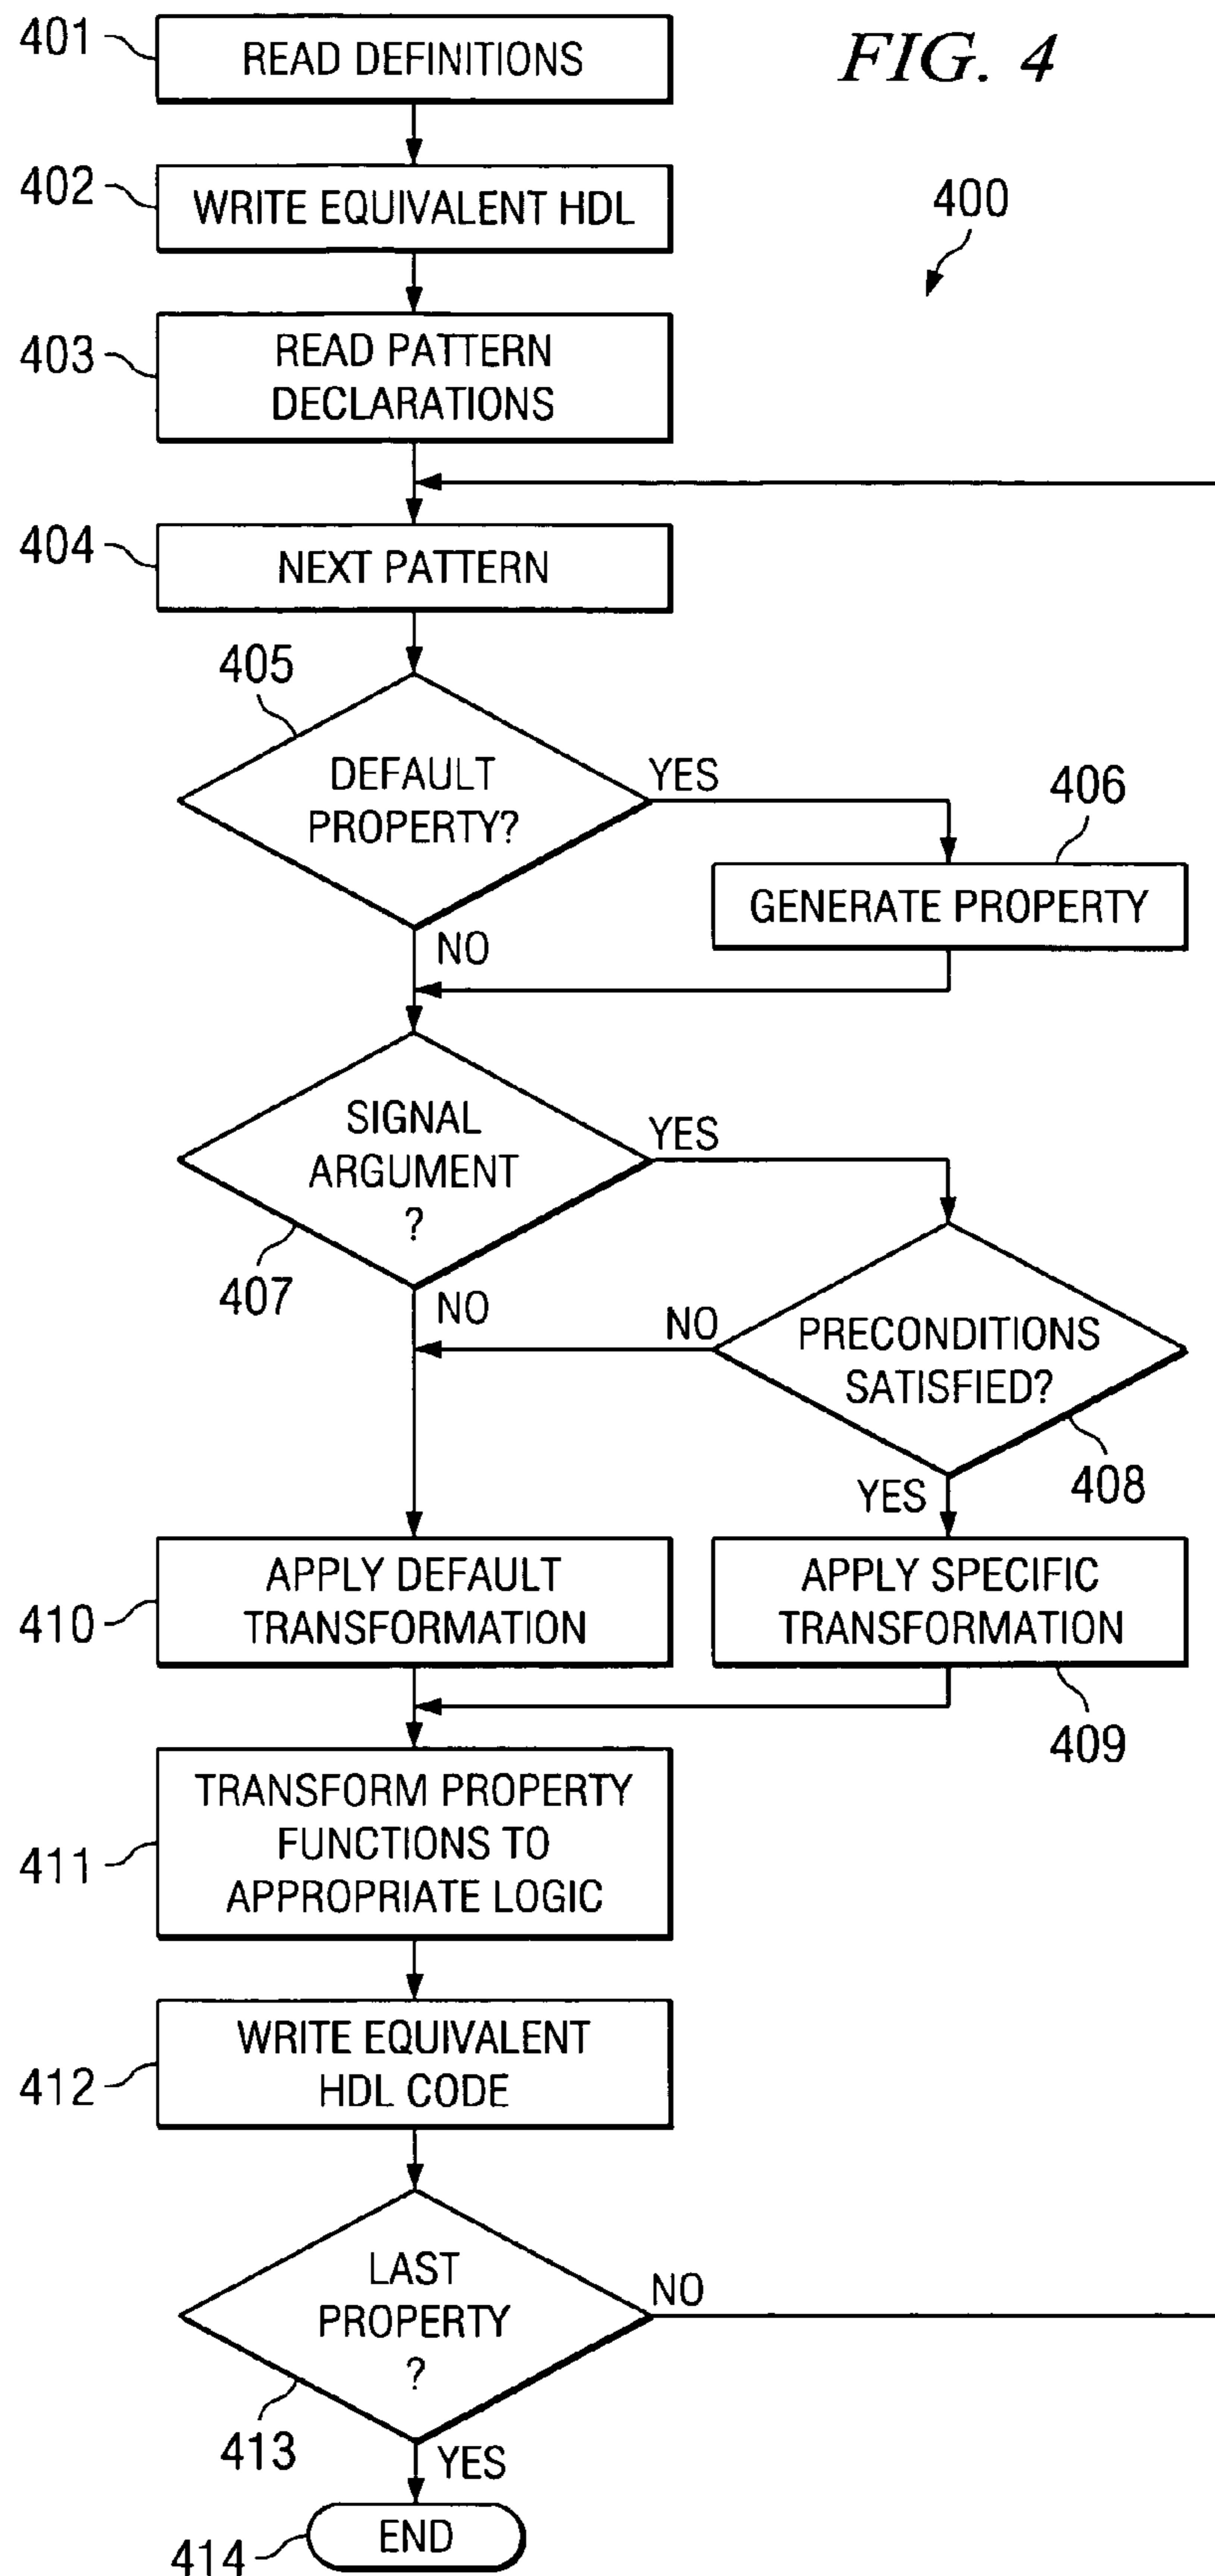 FIG. 4
400
401
READ DEFINITIONS
402
WRITE EQUIVALENT HDL
403
READ PATTERN
DECLARATIONS
404
NEXT PATTERN
405
DEFAULT
PROPERTY?
YES
NO
406
GENERATE PROPERTY
SIGNAL
ARGUMENT
?
YES
407
NO
NO
PRECONDITIONS
SATISFIED?
408
YES
410
APPLY DEFAULT
TRANSFORMATION
APPLY SPECIFIC
TRANSFORMATION
409
411
TRANSFORM PROPERTY
FUNCTIONS TO
APPROPRIATE LOGIC
412
WRITE EQUIVALENT
HDL CODE
LAST
PROPERTY
?
NO
413
YES
414
END